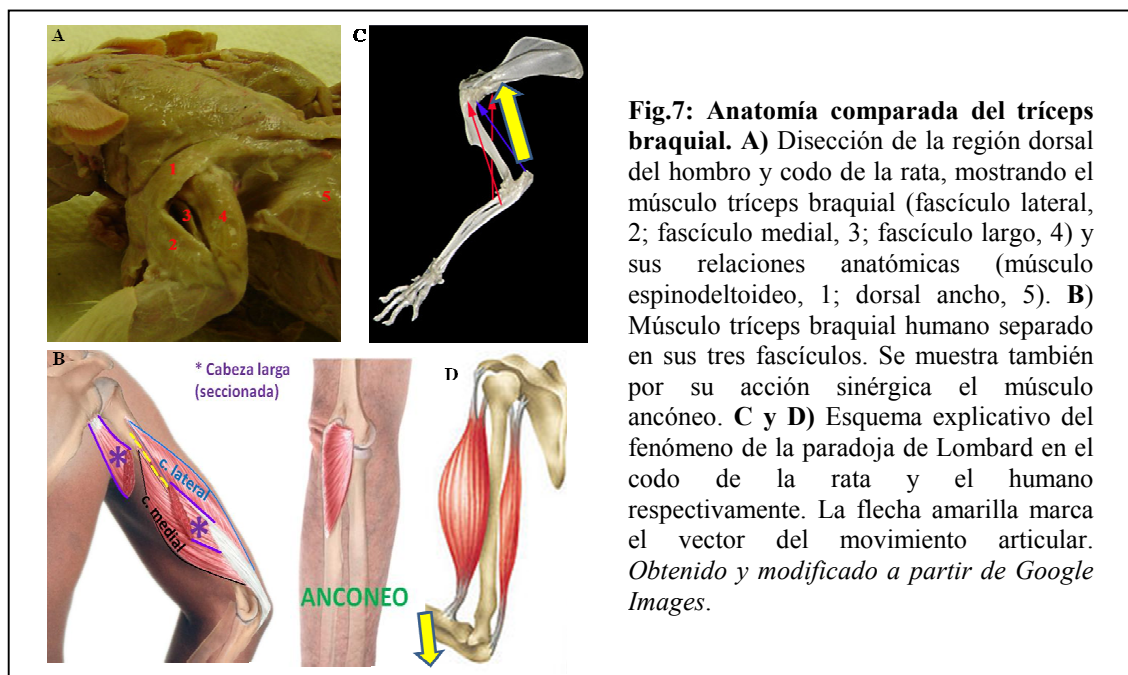 A
C
1
3
4
2
5
B
* Cabeza larga
(seccionada)
*
c. lateral
*
c. medial
ANCONEO
D
Fig.7: Anatomía comparada del tríceps
braquial. A) Disección de la región dorsal
del hombro y codo de la rata, mostrando el
músculo tríceps braquial (fascículo lateral,
2; fascículo medial, 3; fascículo largo, 4) y
sus relaciones anatómicas (músculo
espinodeltoideo, 1; dorsal ancho, 5). B)
Músculo tríceps braquial humano separado
en sus tres fascículos. Se muestra también
por su acción sinérgica el músculo
ancóneo. C y D) Esquema explicativo del
fenómeno de la paradoja de Lombard en el
codo de la rata y el humano
respectivamente. La flecha amarilla marca
el vector del movimiento articular.
Obtenido y modificado a partir de Google
Images.